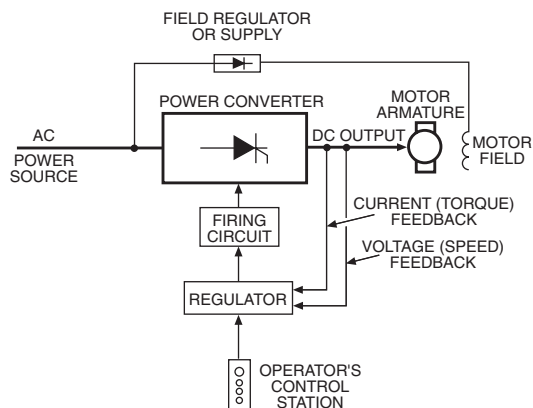 FIELD REGULATOR
OR SUPPLY
POWER CONVERTER
MOTOR
ARMATURE
AC
POWER
SOURCE
DC OUTPUT
MOTOR
FIELD
FIRING
CIRCUIT
CURRENT (TORQUE)
FEEDBACK
VOLTAGE (SPEED)
FEEDBACK
REGULATOR
OPERATOR'S
CONTROL
STATION